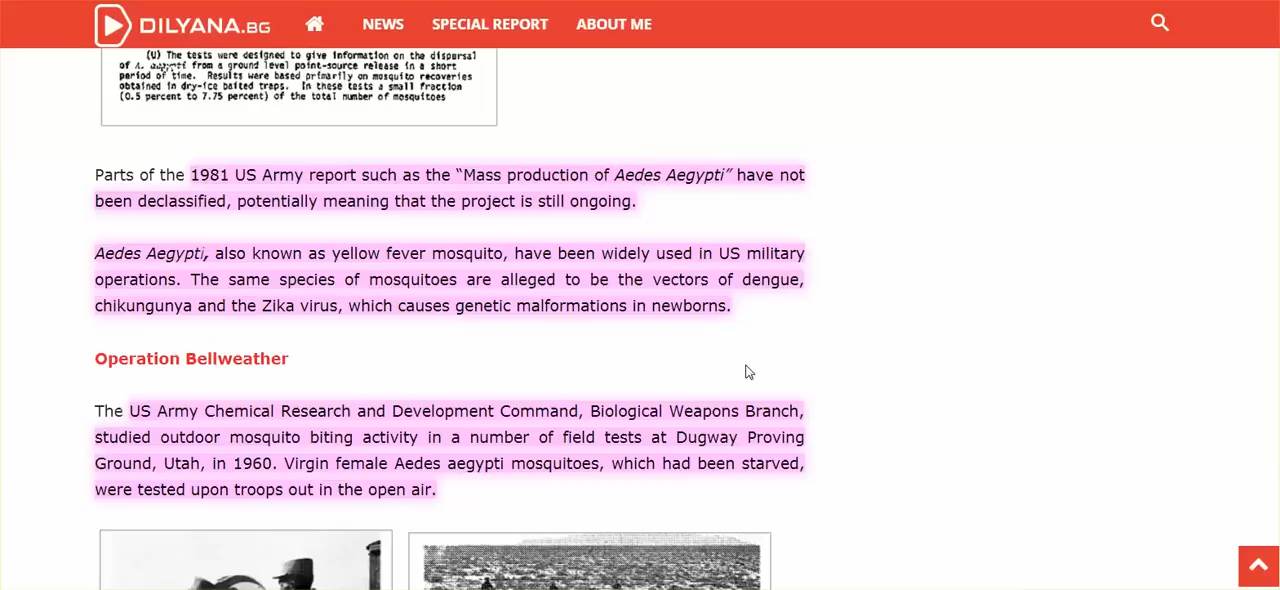 DILYANA.BG NEWS SPECIAL REPORT ABOUT ME
(U) The tests were designed to give information on the dispersal
of A. aegypti from a ground level point-source release in a short
period of time. Results were based primarily on mosquito recoveries
obtained in dry-ice baited traps. In these tests a small fraction
(0.5 percent to 7.75 percent) of the total number of mosquitoes
Parts of the 1981 US Army report such as the “Mass production of Aedes Aegypti” have not
been declassified, potentially meaning that the project is still ongoing.
Aedes Aegypti, also known as yellow fever mosquito, have been widely used in US military
operations. The same species of mosquitoes are alleged to be the vectors of dengue,
chikungunya and the Zika virus, which causes genetic malformations in newborns.
Operation Bellweather
The US Army Chemical Research and Development Command, Biological Weapons Branch,
studied outdoor mosquito biting activity in a number of field tests at Dugway Proving
Ground, Utah, in 1960. Virgin female Aedes aegypti mosquitoes, which had been starved,
were tested upon troops out in the open air.